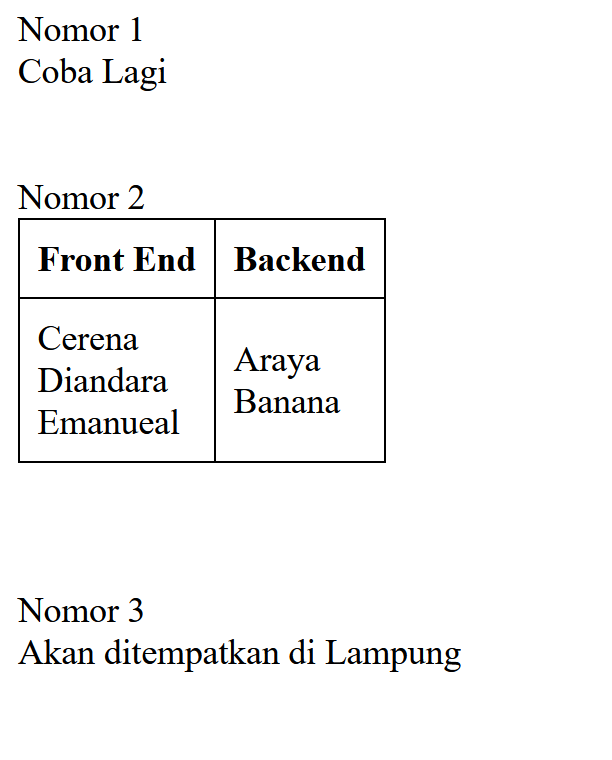 Nomor 1
Coba Lagi
Nomor 2
Front End Backend
Cerena
Diandara
Emanueal
Araya
Banana
Nomor 3
Akan ditempatkan di Lampung